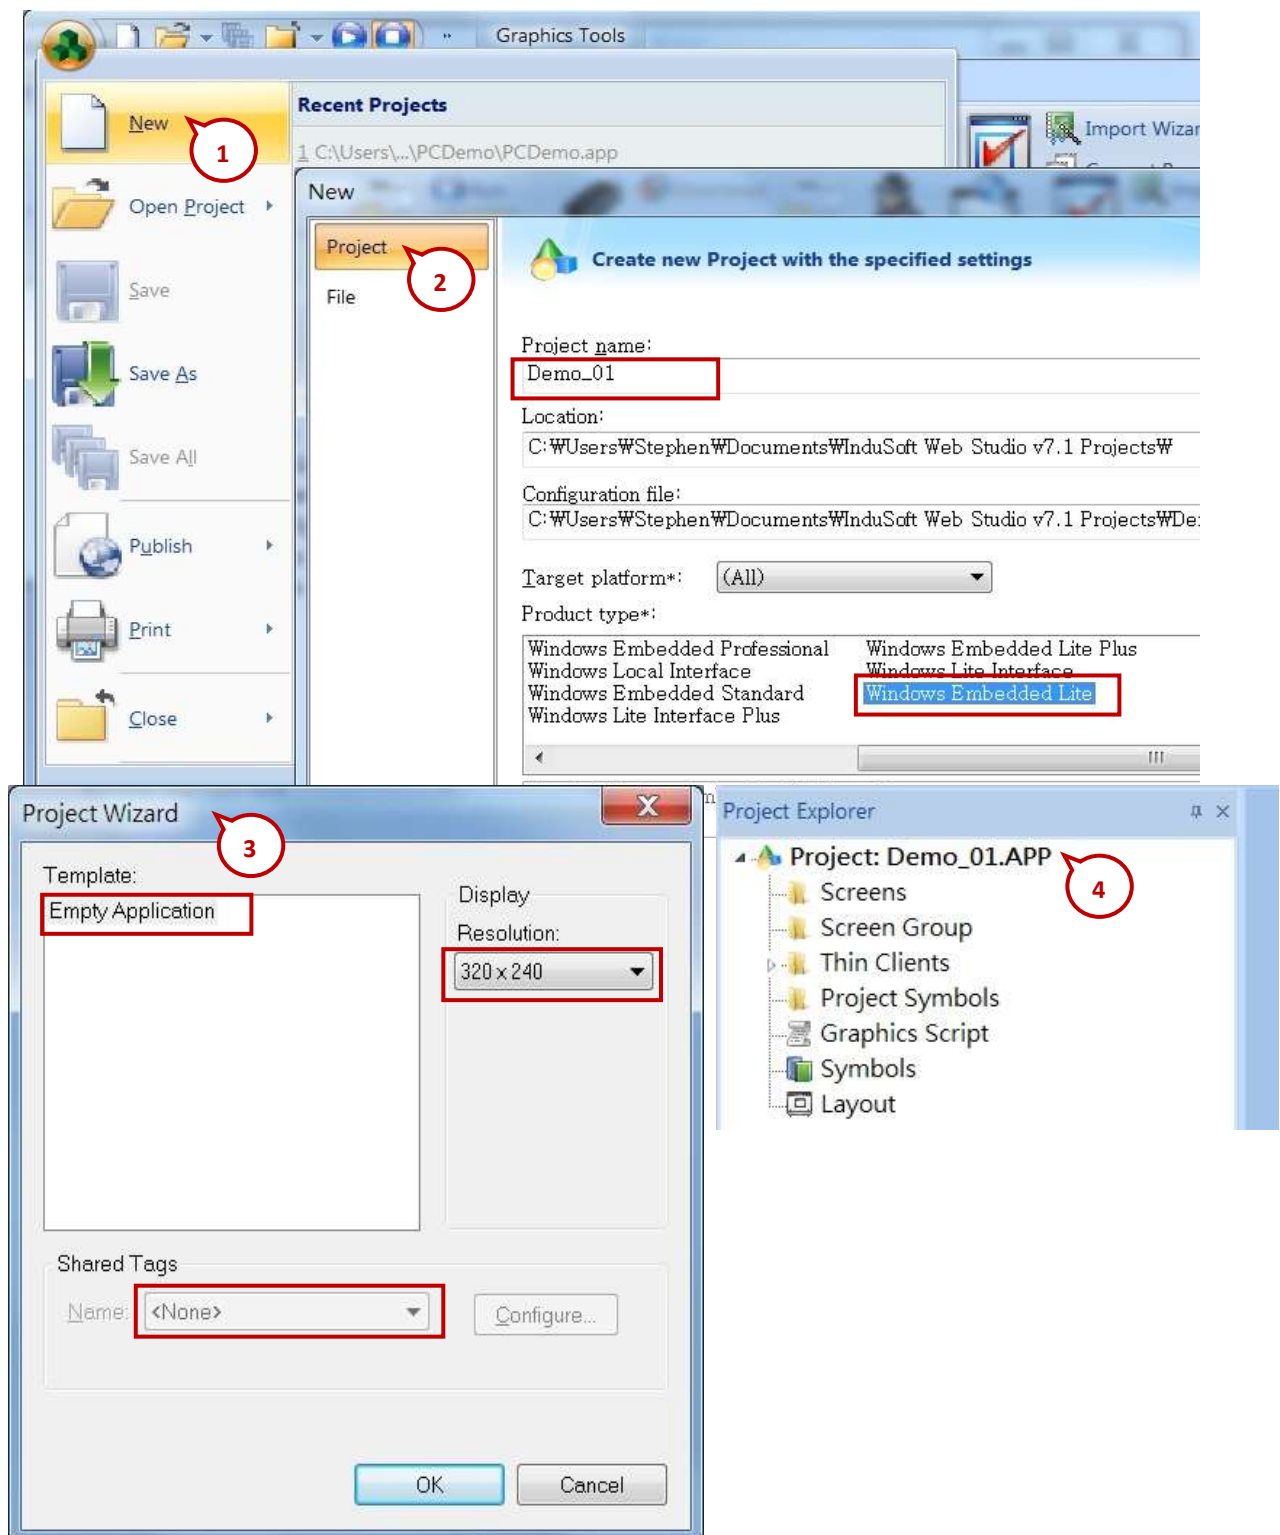 Graphics Tools
New
1
Recent Projects
1 C:\Users\...\PCDemo\PCDemo.app
Import Wizar
Open Project
Save
Save As
Save All
Publish
Print
Close
New
Project
2
File
Create new Project with the specified settings
Project name:
Demo_01
Location:
C:₩Users₩Stephen₩Documents₩InduSoft Web Studio v7.1 Projects₩
Configuration file:
C:₩Users₩Stephen₩Documents₩InduSoft Web Studio v7.1 Projects₩De
Target platform*: (All)
Product type*:
Windows Embedded Professional Windows Embedded Lite Plus
Windows Local Interface Windows Lite Interface
Windows Embedded Standard Windows Embedded Lite
Windows Lite Interface Plus
Project Wizard
3
Template:
Empty Application
Display
Resolution:
320 x 240
Shared Tags
Name: <None> Configure...
OK Cancel
Project Explorer
Project: Demo_01.APP
4
Screens
Screen Group
Thin Clients
Project Symbols
Graphics Script
Symbols
Layout